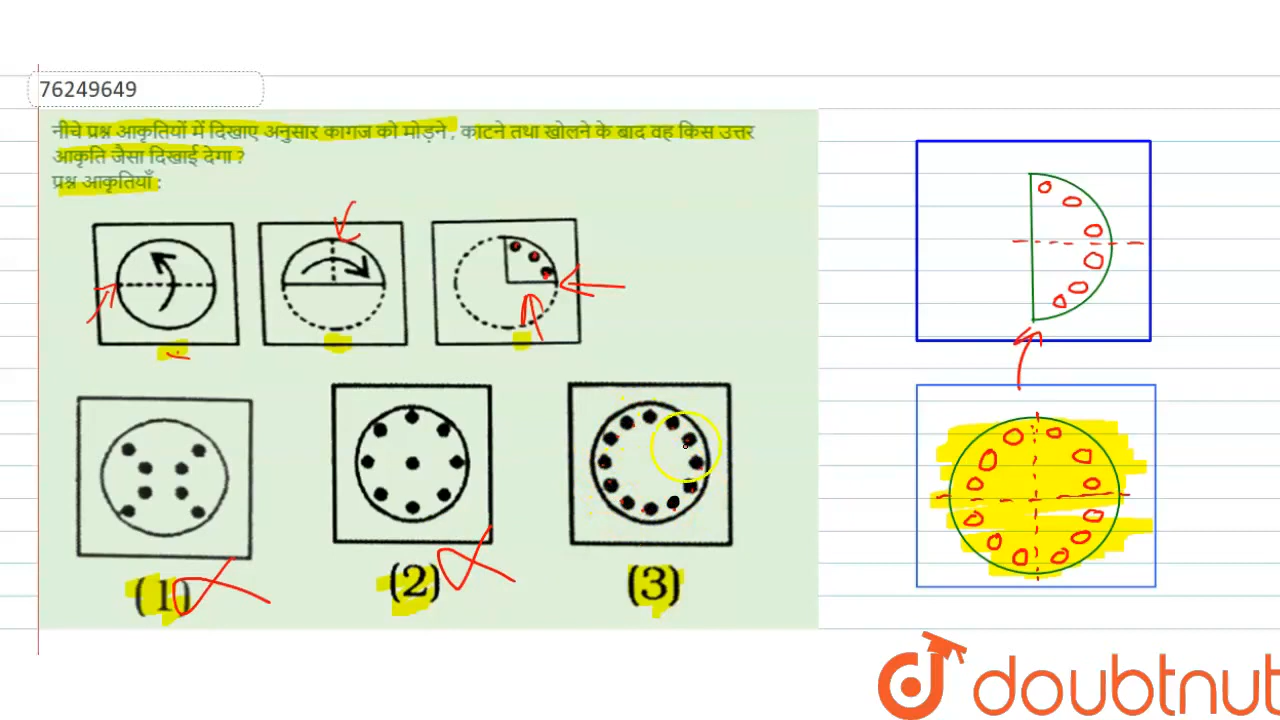 76249649
नीचे प्रश्न आकृतियों में दिखाए अनुसार कागज को मोड़ने , काटने तथा खोलने के बाद वह किस उत्तर
आकृति जैसा दिखाई देगा ?
प्रश्न आकृतियाँ :
(1)
(2)
(3)
doubtnut